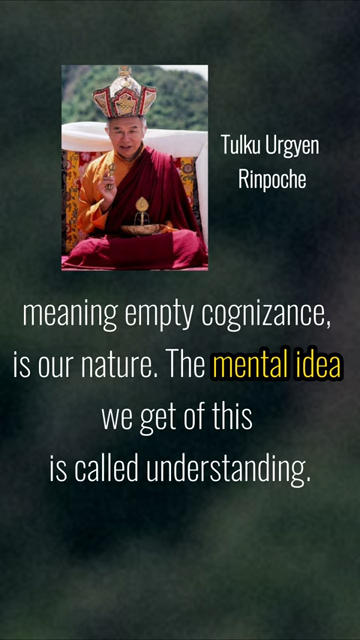 Tulku Urgyen
Rinpoche
meaning empty cognizance,
is our nature. The mental idea
we get of this
is called understanding.